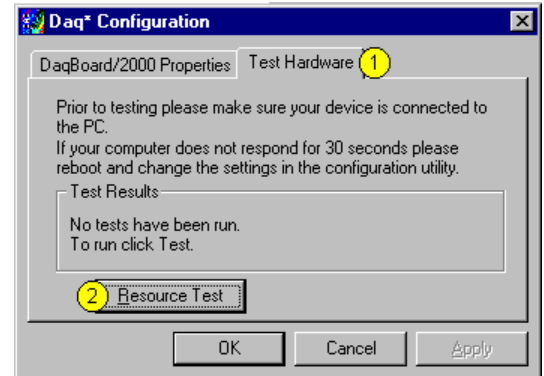 Daq* Configuration
DaqBoard/2000 Properties
Test Hardware
1
Prior to testing please make sure your device is connected to
the PC.
If your computer does not respond for 30 seconds please
reboot and change the settings in the configuration utility.
Test Results
No tests have been run.
To run click Test.
2
Resource Test
OK
Cancel
Apply